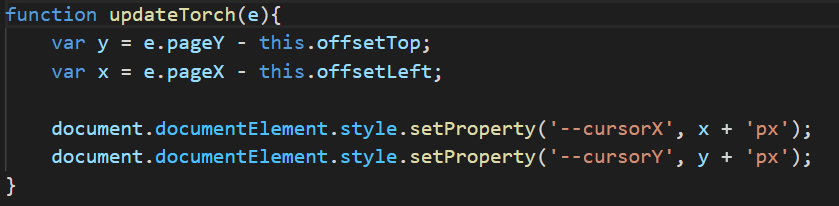 function updateTorch(e){
    var y = e.pageY - this.offsetTop;
    var x = e.pageX - this.offsetLeft;

    document.documentElement.style.setProperty('--cursorX', x + 'px');
    document.documentElement.style.setProperty('--cursorY', y + 'px');
}